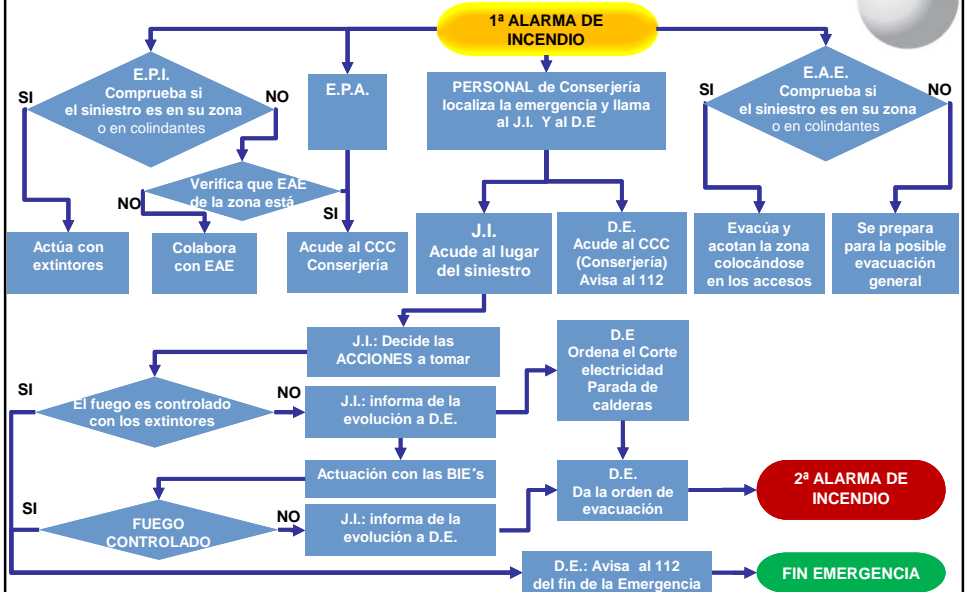 1ª ALARMA DE
INCENDIO
E.P.I.
Comprueba si
el siniestro es en su zona
o en colindantes
SI
NO
E.P.A.
PERSONAL de Conserjería
localiza la emergencia y llama
al J.I. Y al D.E
E.A.E.
Comprueba si
el siniestro es en su zona
o en colindantes
SI
NO
Verifica que EAE
de la zona está
NO
SI
Actúa con
extintores
Colabora
con EAE
Acude al CCC
Conserjería
J.I.
Acude al lugar
del siniestro
D.E.
Acude al CCC
(Conserjería)
Avisa al 112
Evacúa y
acotan la zona
colocándose
en los accesos
Se prepara
para la posible
evacuación
general
J.I.: Decide las
ACCIONES a tomar
D.E
Ordena el Corte
electricidad
Parada de
calderas
SI
El fuego es controlado
con los extintores
NO
J.I.: informa de la
evolución a D.E.
Actuación con las BIE's
SI
FUEGO
CONTROLADO
NO
J.I.: informa de la
evolución a D.E.
D.E.
Da la orden de
evacuación
2ª ALARMA DE
INCENDIO
D.E.: Avisa al 112
del fin de la Emergencia
FIN EMERGENCIA